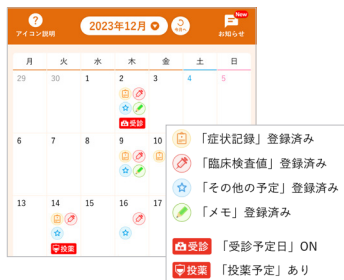 New
アイコン説明
2023年12月
今月へ
お知らせ
月 火 水 木 金 土 日
29 30 1 2 3 4 5
受診
6 7 8 9 10
13 14 15 16 17
投薬
「症状記録」登録済み
「臨床検査値」登録済み
「その他の予定」登録済み
「メモ」登録済み
受診 「受診予定日」ON
投薬 「投薬予定」あり